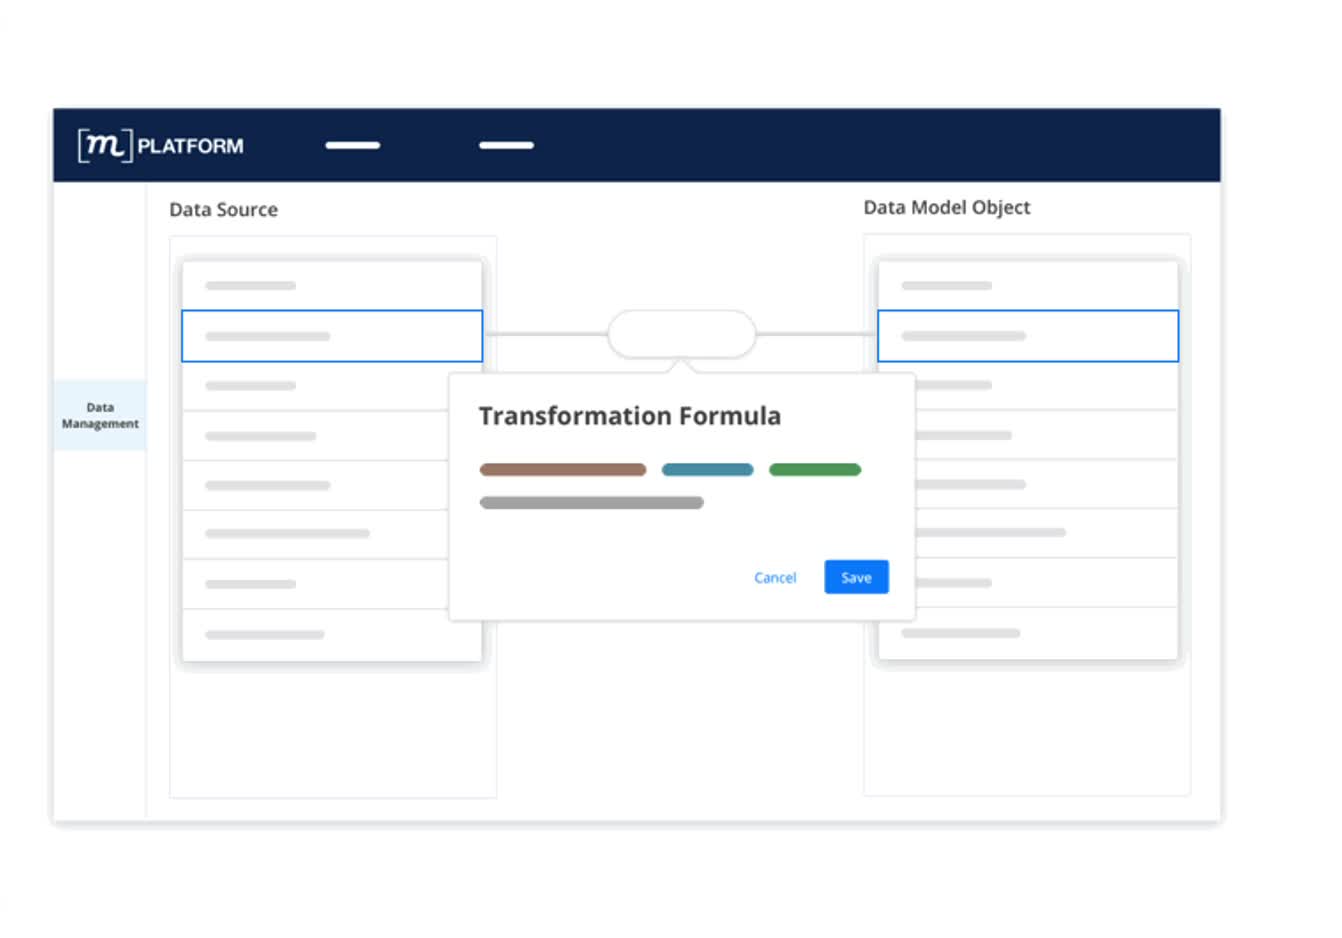 [m] PLATFORM
Data Source
Data Model Object
Data
Management
Transformation Formula
Cancel
Save